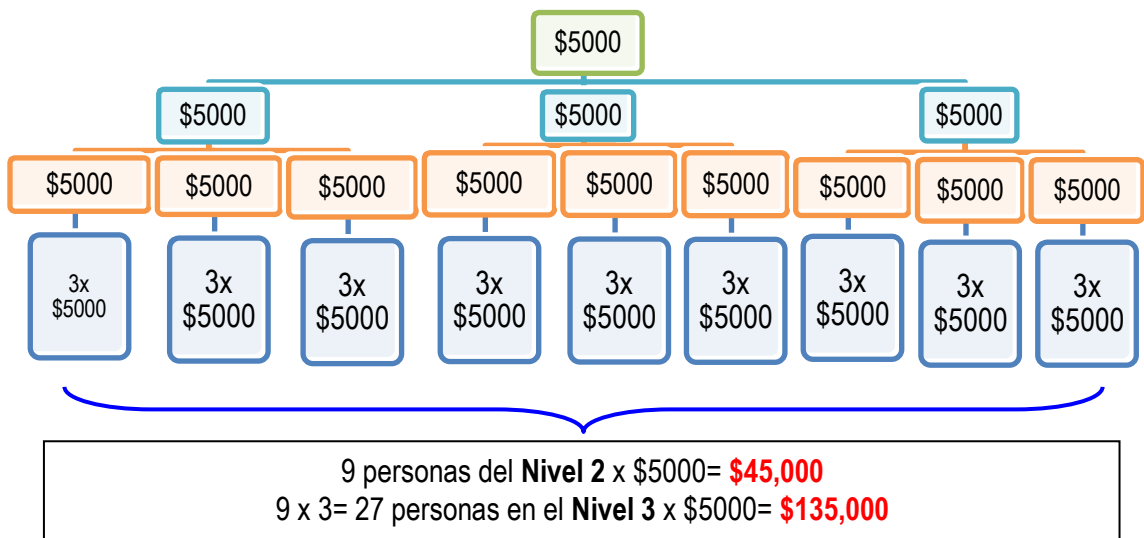 $5000
$5000 $5000 $5000
$5000 $5000 $5000 $5000 $5000 $5000 $5000 $5000 $5000
3x 3x 3x 3x 3x 3x 3x 3x 3x
$5000 $5000 $5000 $5000 $5000 $5000 $5000 $5000 $5000
9 personas del Nivel 2 x $5000= $45,000
9 x 3= 27 personas en el Nivel 3 x $5000= $135,000